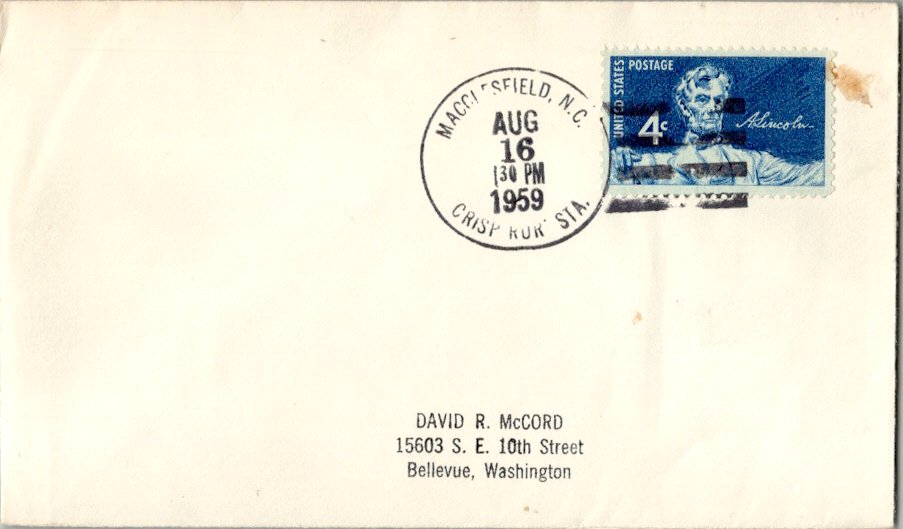 MACCLESFIELD, N.C.
AUG
16
130 PM
1959
CRISP RUR. STA.
UNITED STATES POSTAGE
4c
A. Lincoln
DAVID R. McCORD
15603 S. E. 10th Street
Bellevue, Washington